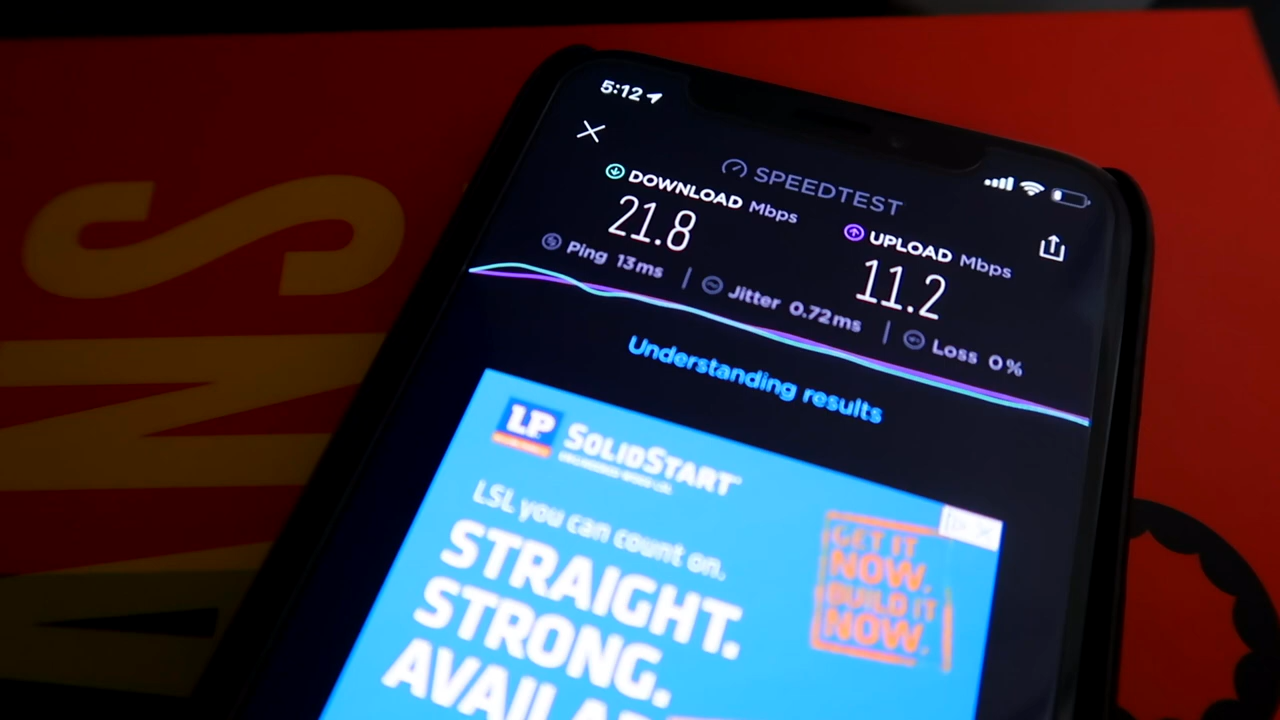 5:12
SPEEDTEST
DOWNLOAD Mbps
21.8
UPLOAD Mbps
11.2
Ping 13ms
Jitter 0.72ms
Loss 0%
Understanding results
LP SOLIDSTART
LSL you can count on.
STRAIGHT.
STRONG.
GET IT
NOW.
BUILD IT
NOW.